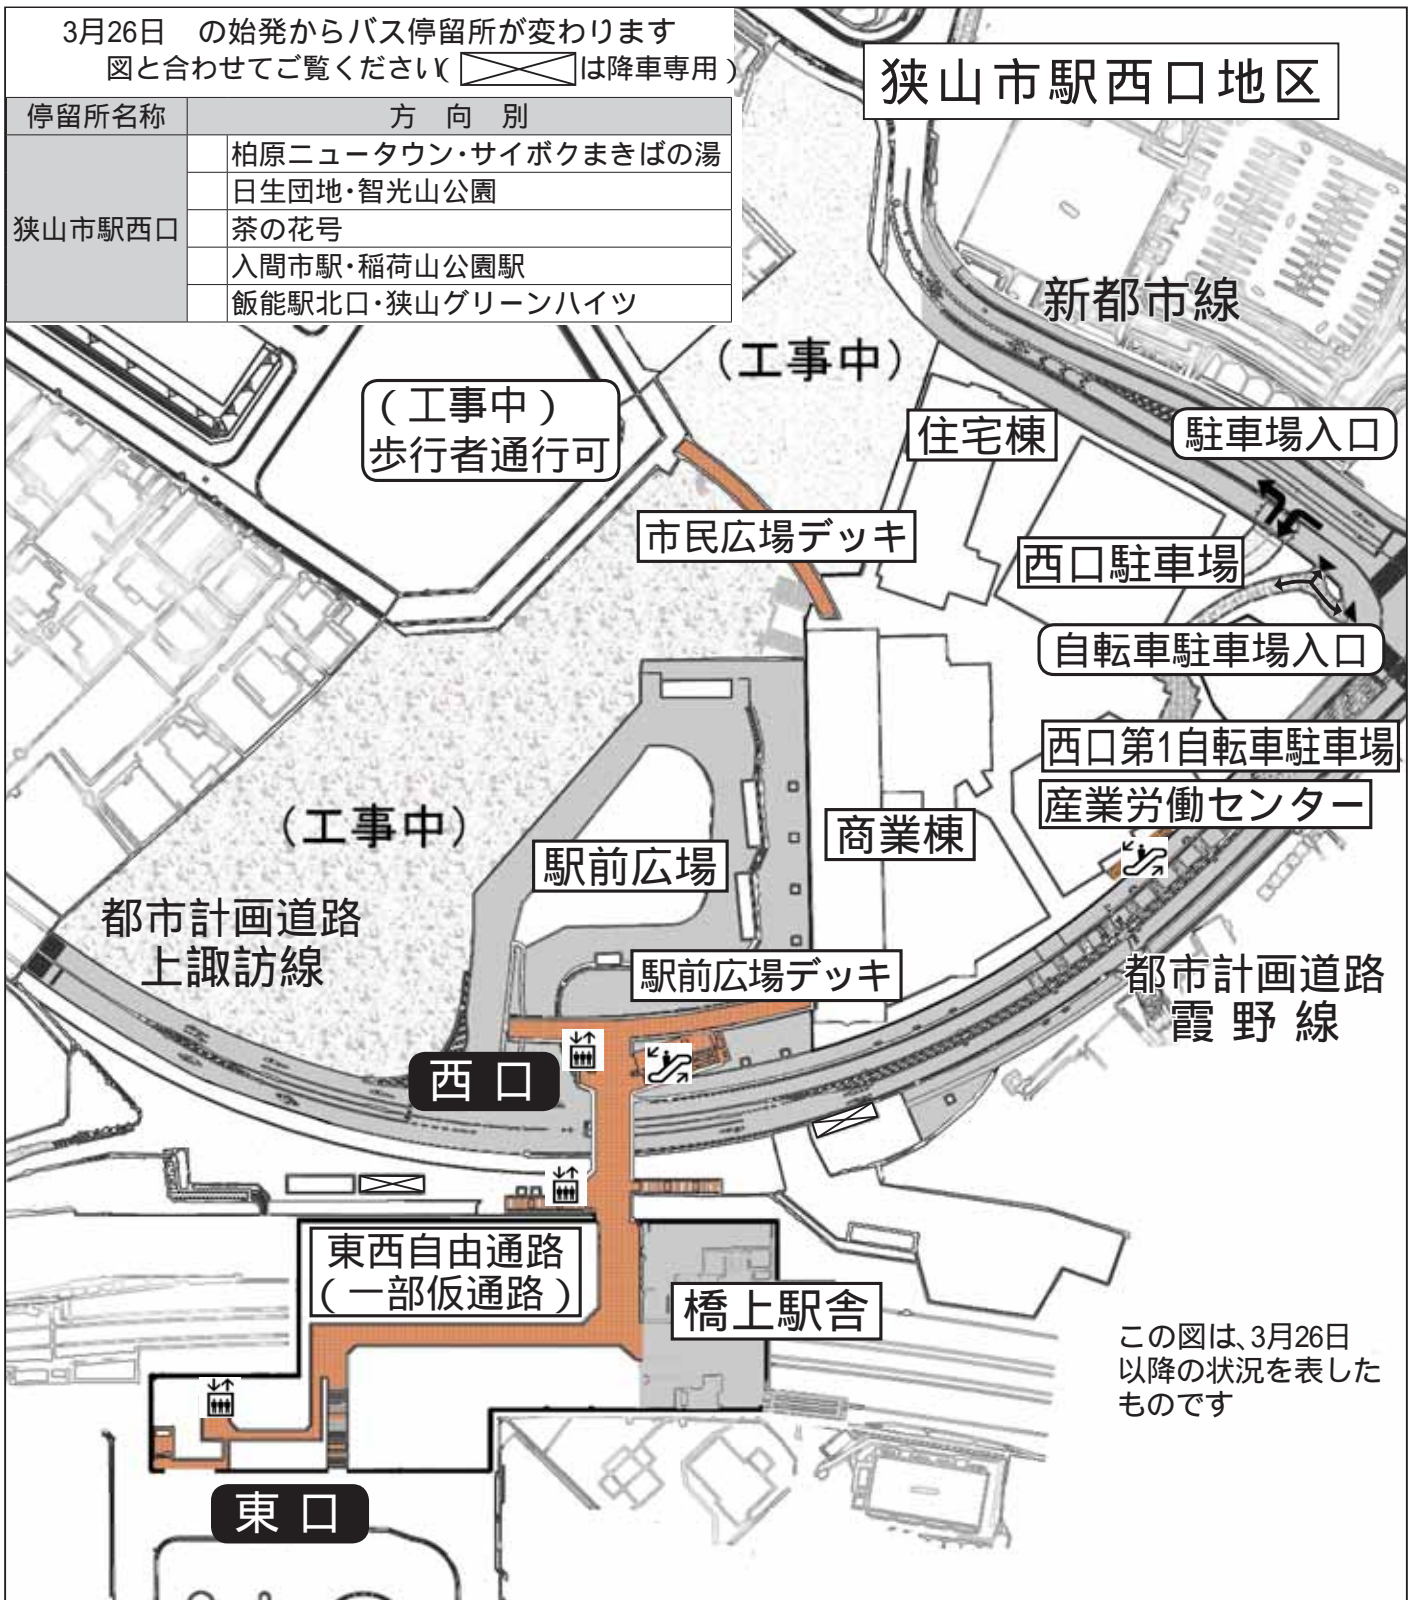 3月26日　の始発からバス停留所が変わります
図と合わせてご覧ください(　は降車専用)
狭山市駅西口地区
停留所名称　方向別
狭山市駅西口
柏原ニュータウン・サイボクまきばの湯
日生団地・智光山公園
茶の花号
入間市駅・稲荷山公園駅
飯能駅北口・狭山グリーンハイツ
新都市線
(工事中)
(工事中)
歩行者通行可
住宅棟
駐車場入口
市民広場デッキ
西口駐車場
自転車駐車場入口
西口第1自転車駐車場
産業労働センター
(工事中)
商業棟
駅前広場
都市計画道路
上諏訪線
駅前広場デッキ
都市計画道路
霞野線
西口
東西自由通路
(一部仮通路)
橋上駅舎
この図は、3月26日
以降の状況を表した
ものです
東口